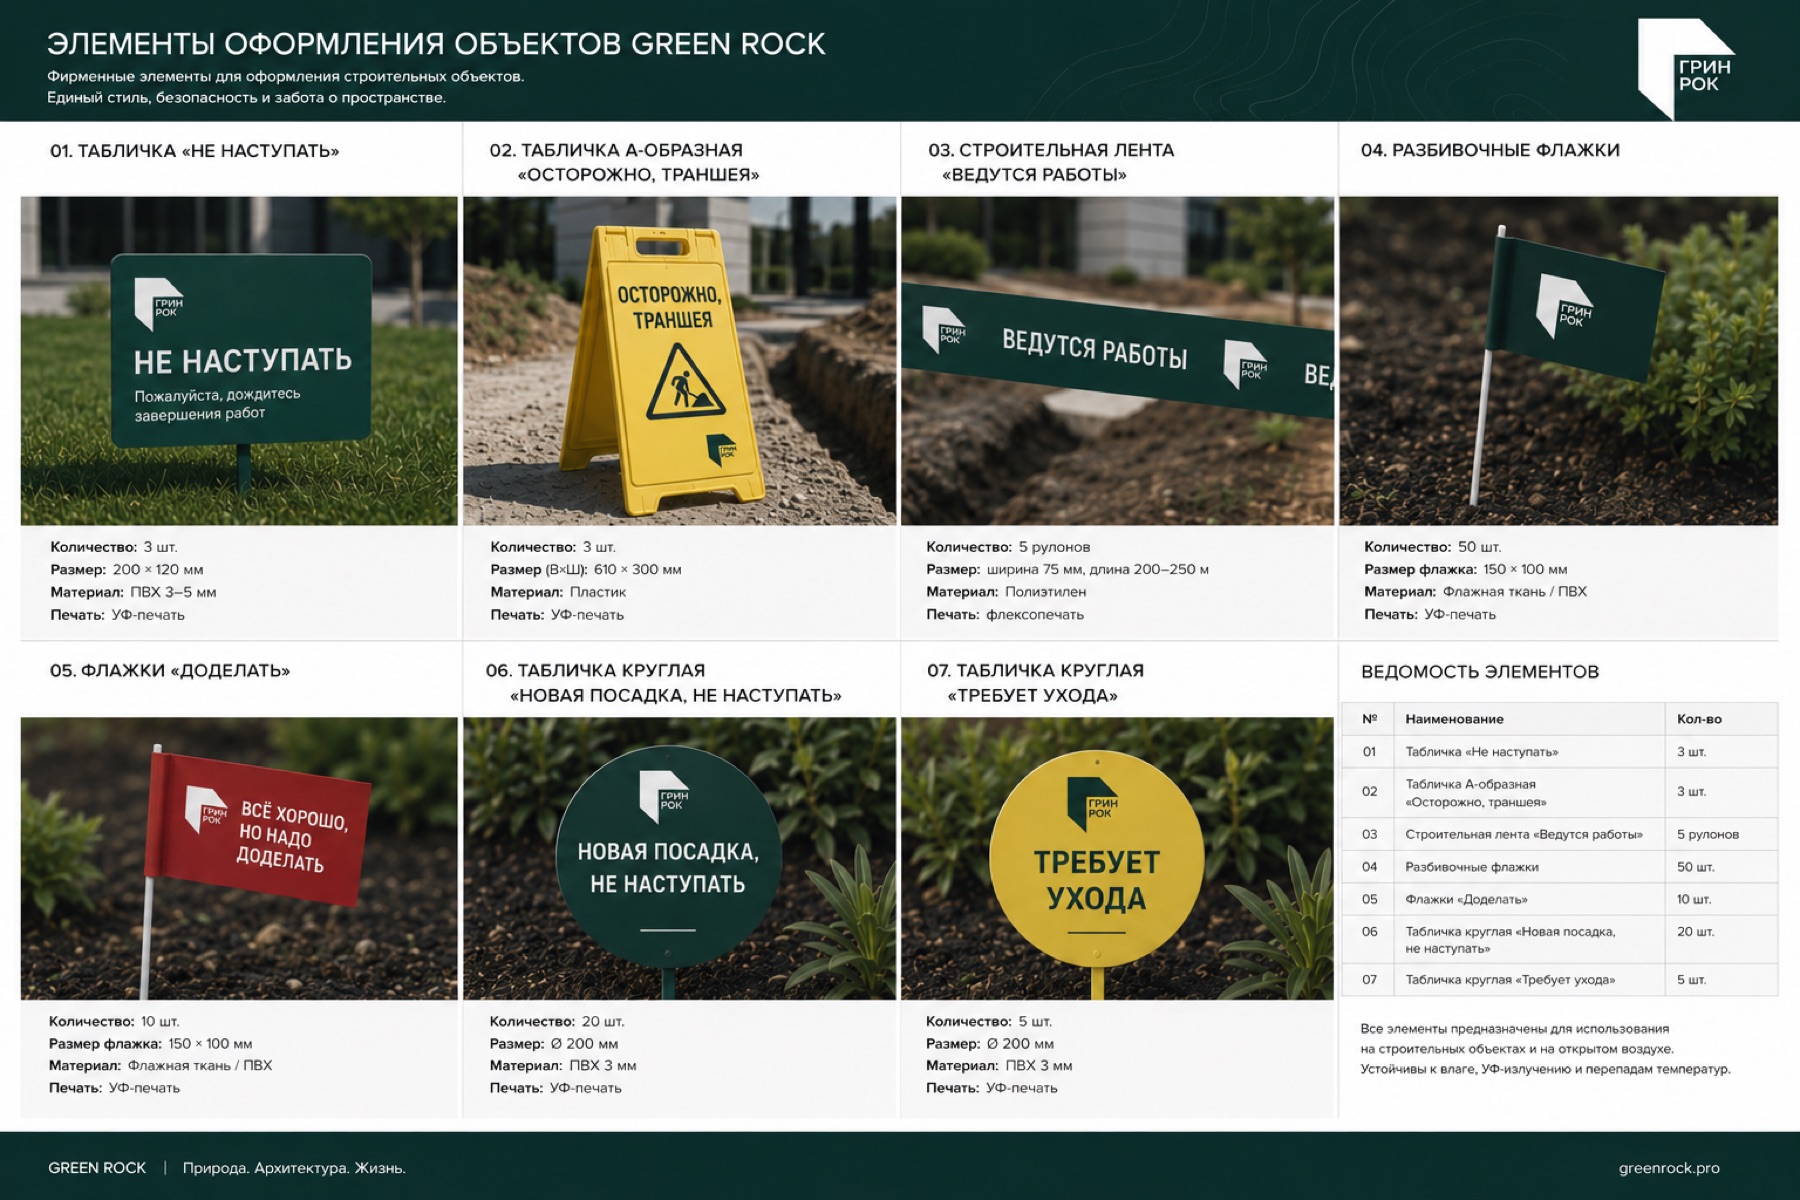 ЭЛЕМЕНТЫ ОФОРМЛЕНИЯ ОБЪЕКТОВ GREEN ROCK
Фирменные элементы для оформления строительных объектов.
Единый стиль, безопасность и забота о пространстве.
ГРИН
РОК
01. ТАБЛИЧКА «НЕ НАСТУПАТЬ»
ГРИН
РОК
НЕ НАСТУПАТЬ
Пожалуйста, дождитесь
завершения работ
Количество: 3 шт.
Размер: 200 × 120 мм
Материал: ПВХ 3–5 мм
Печать: УФ-печать
02. ТАБЛИЧКА А-ОБРАЗНАЯ
«ОСТОРОЖНО, ТРАНШЕЯ»
ОСТОРОЖНО,
ТРАНШЕЯ
ГРИН
РОК
Количество: 3 шт.
Размер (В×Ш): 610 × 300 мм
Материал: Пластик
Печать: УФ-печать
03. СТРОИТЕЛЬНАЯ ЛЕНТА
«ВЕДУТСЯ РАБОТЫ»
ГРИН
РОК
ВЕДУТСЯ РАБОТЫ
ГРИН
РОК
ВЕД
Количество: 5 рулонов
Размер: ширина 75 мм, длина 200–250 м
Материал: Полиэтилен
Печать: флексопечать
04. РАЗБИВОЧНЫЕ ФЛАЖКИ
ГРИН
РОК
Количество: 50 шт.
Размер флажка: 150 × 100 мм
Материал: Флажная ткань / ПВХ
Печать: УФ-печать
05. ФЛАЖКИ «ДОДЕЛАТЬ»
ГРИН
РОК
ВСЁ ХОРОШО,
НО НАДО
ДОДЕЛАТЬ
Количество: 10 шт.
Размер флажка: 150 × 100 мм
Материал: Флажная ткань / ПВХ
Печать: УФ-печать
06. ТАБЛИЧКА КРУГЛАЯ
«НОВАЯ ПОСАДКА, НЕ НАСТУПАТЬ»
ГРИН
РОК
НОВАЯ ПОСАДКА,
НЕ НАСТУПАТЬ
Количество: 20 шт.
Размер: Ø 200 мм
Материал: ПВХ 3 мм
Печать: УФ-печать
07. ТАБЛИЧКА КРУГЛАЯ
«ТРЕБУЕТ УХОДА»
ГРИН
РОК
ТРЕБУЕТ
УХОДА
Количество: 5 шт.
Размер: Ø 200 мм
Материал: ПВХ 3 мм
Печать: УФ-печать
ВЕДОМОСТЬ ЭЛЕМЕНТОВ
№ Наименование Кол-во
01 Табличка «Не наступать» 3 шт.
02 Табличка А-образная
«Осторожно, траншея» 3 шт.
03 Строительная лента «Ведутся работы» 5 рулонов
04 Разбивочные флажки 50 шт.
05 Флажки «Доделать» 10 шт.
06 Табличка круглая «Новая посадка, 20 шт.
не наступать»
07 Табличка круглая «Требует ухода» 5 шт.
Все элементы предназначены для использования
на строительных объектах и на открытом воздухе.
Устойчивы к влаге, УФ-излучению и перепадам температур.
GREEN ROCK | Природа. Архитектура. Жизнь.
greenrock.pro